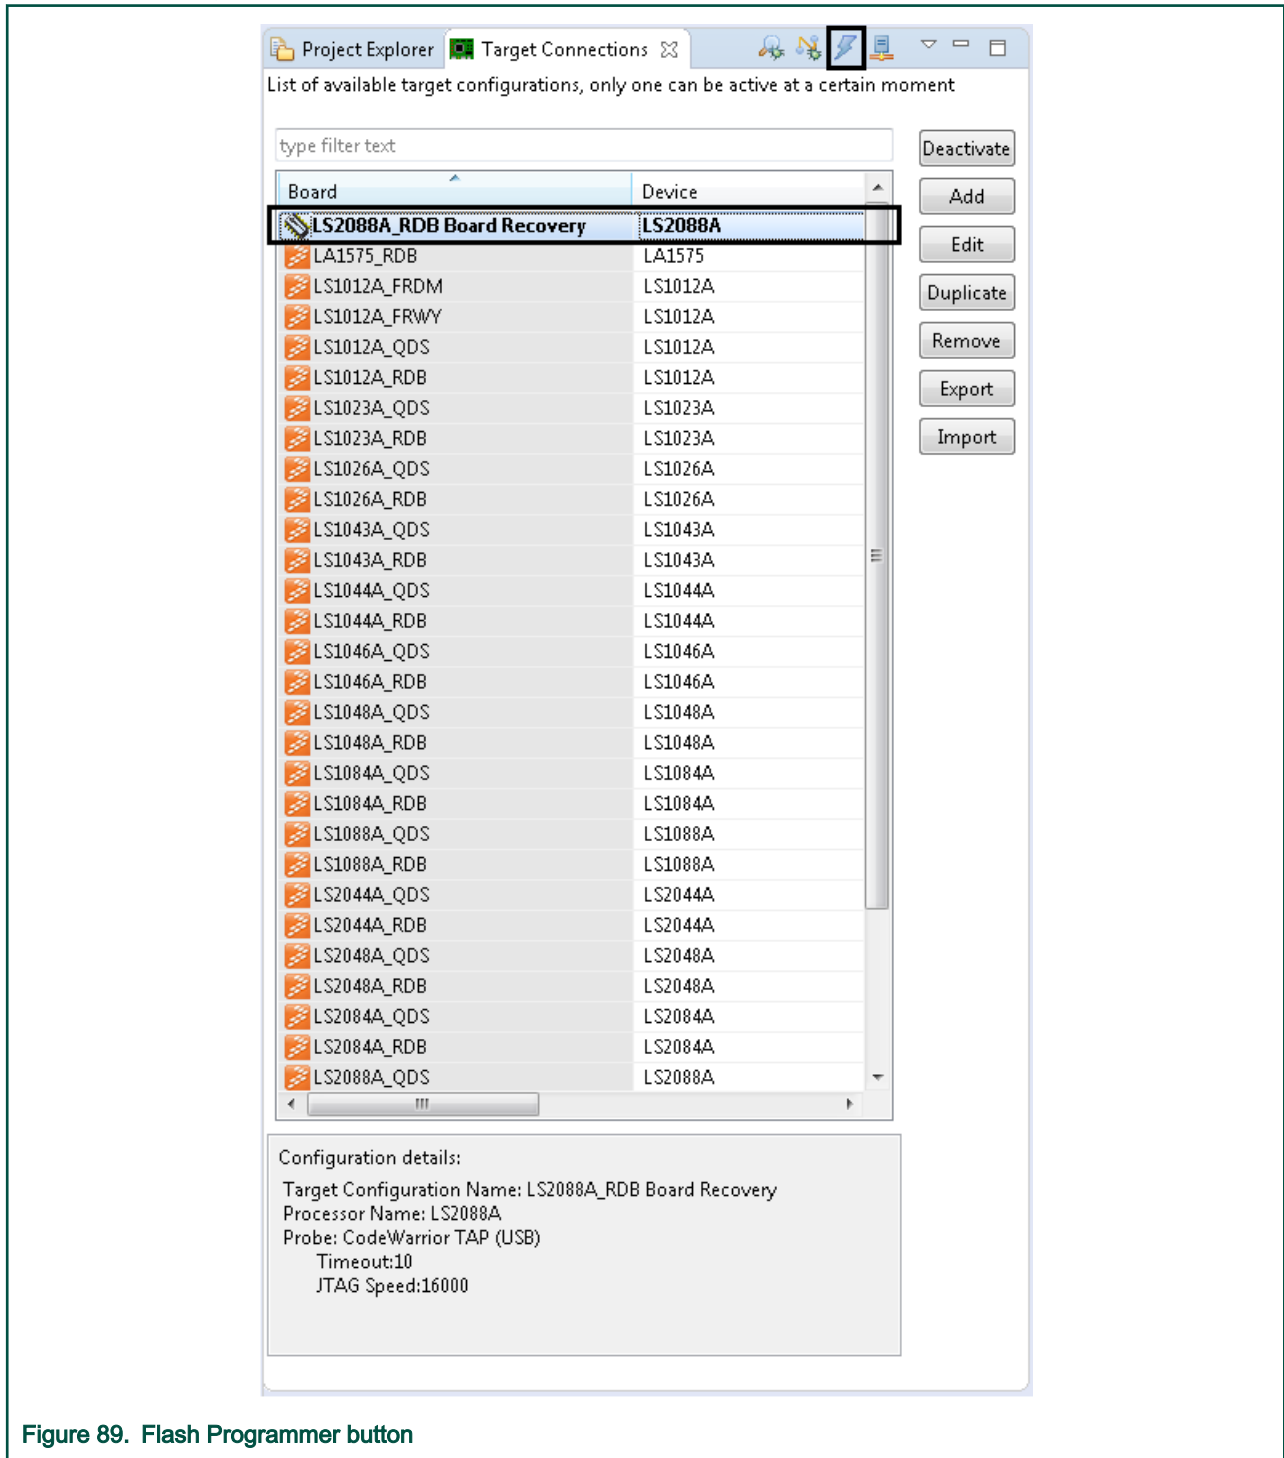 Project Explorer Target Connections
List of available target configurations, only one can be active at a certain moment
type filter text
Deactivate
Board Device
Add
LS2088A_RDB Board Recovery LS2088A
Edit
LA1575_RDB LA1575
LS1012A_FRDM LS1012A
Duplicate
LS1012A_FRWY LS1012A
Remove
LS1012A_QDS LS1012A
LS1012A_RDB LS1012A
Export
LS1023A_QDS LS1023A
LS1023A_RDB LS1023A
Import
LS1026A_QDS LS1026A
LS1026A_RDB LS1026A
LS1043A_QDS LS1043A
LS1043A_RDB LS1043A
LS1044A_QDS LS1044A
LS1044A_RDB LS1044A
LS1046A_QDS LS1046A
LS1046A_RDB LS1046A
LS1048A_QDS LS1048A
LS1048A_RDB LS1048A
LS1084A_QDS LS1084A
LS1084A_RDB LS1084A
LS1088A_QDS LS1088A
LS1088A_RDB LS1088A
LS2044A_QDS LS2044A
LS2044A_RDB LS2044A
LS2048A_QDS LS2048A
LS2048A_RDB LS2048A
LS2084A_QDS LS2084A
LS2084A_RDB LS2084A
LS2088A_QDS LS2088A
Configuration details:
Target Configuration Name: LS2088A_RDB Board Recovery
Processor Name: LS2088A
Probe: CodeWarrior TAP (USB)
Timeout:10
JTAG Speed:16000
Figure 89. Flash Programmer button